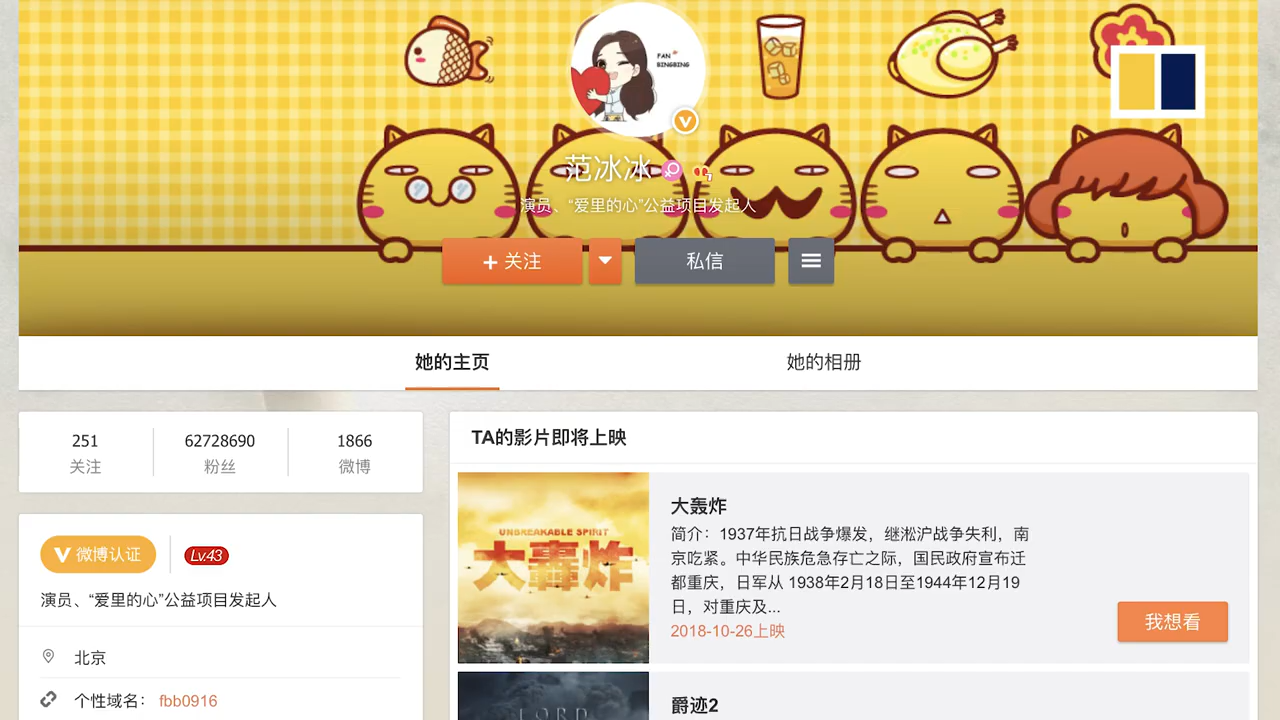 FAN
BINGBING
范冰冰
演员、“爱里的心”公益项目发起人
+ 关注
私信
她的主页
她的相册
251
关注
62728690
粉丝
1866
微博
微博认证
Lv.43
演员、“爱里的心”公益项目发起人
北京
个性域名：fbb0916
TA的影片即将上映
UNBREAKABLE SPIRIT
大轰炸
大轰炸
简介：1937年抗日战争爆发，继淞沪战争失利，南
京吃紧。中华民族危急存亡之际，国民政府宣布迁
都重庆，日军从 1938年2月18日至1944年12月19
日，对重庆及...
2018-10-26上映
我想看
LORD
爵迹2